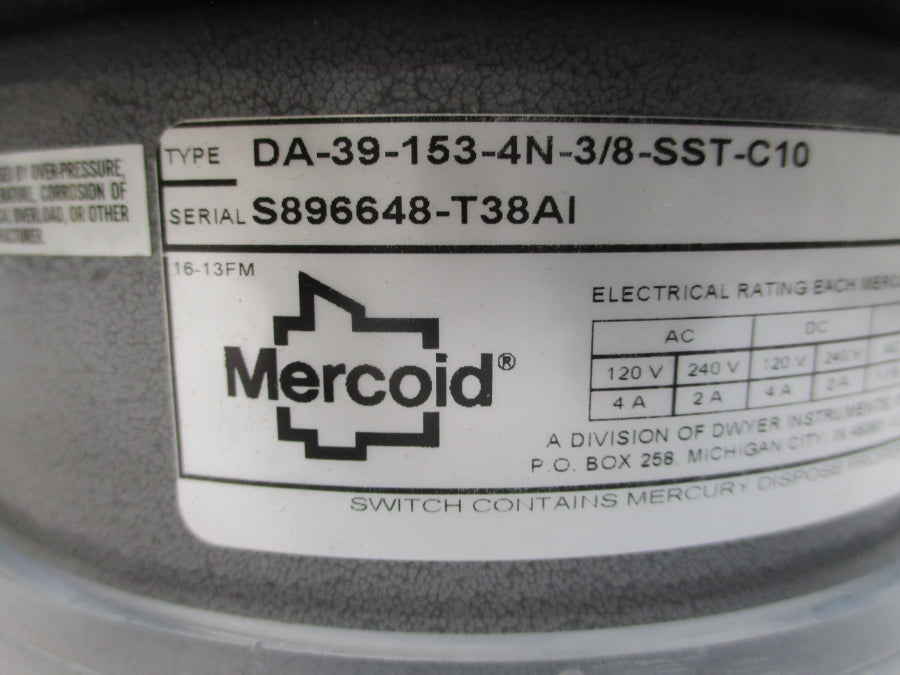 TYPE DA-39-153-4N-3/8-SST-C10
SERIAL S896648-T38AI
16-13FM
Mercoid®
ELECTRICAL RATING EACH
AC DC
120 V 240 V 120 V 240 V
4 A 2 A 4 A 2 A
A DIVISION OF DWYER INSTRUMENTS,
P.O. BOX 258, MICHIGAN CITY, IN
SWITCH CONTAINS MERCURY DISPOSE
BY OVER-PRESSURE,
CORROSION OF
OVERLOAD, OR OTHER